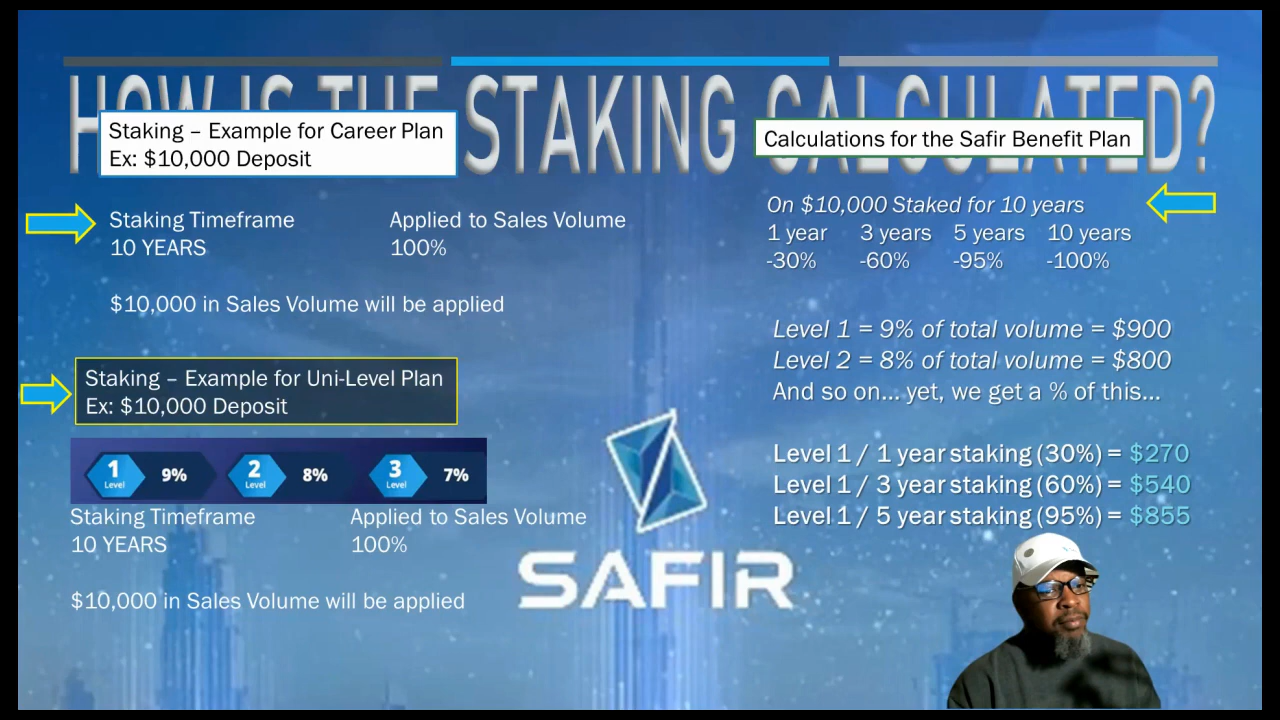 HOW IS THE STAKING CALCULATED?
Staking – Example for Career Plan
Ex: $10,000 Deposit
Staking Timeframe Applied to Sales Volume
10 YEARS 100%
$10,000 in Sales Volume will be applied
Staking – Example for Uni-Level Plan
Ex: $10,000 Deposit
1 Level 9% 2 Level 8% 3 Level 7%
Staking Timeframe Applied to Sales Volume
10 YEARS 100%
$10,000 in Sales Volume will be applied
Calculations for the Safir Benefit Plan
On $10,000 Staked for 10 years
1 year 3 years 5 years 10 years
-30% -60% -95% -100%
Level 1 = 9% of total volume = $900
Level 2 = 8% of total volume = $800
And so on... yet, we get a % of this...
Level 1 / 1 year staking (30%) = $270
Level 1 / 3 year staking (60%) = $540
Level 1 / 5 year staking (95%) = $855
SAFIR